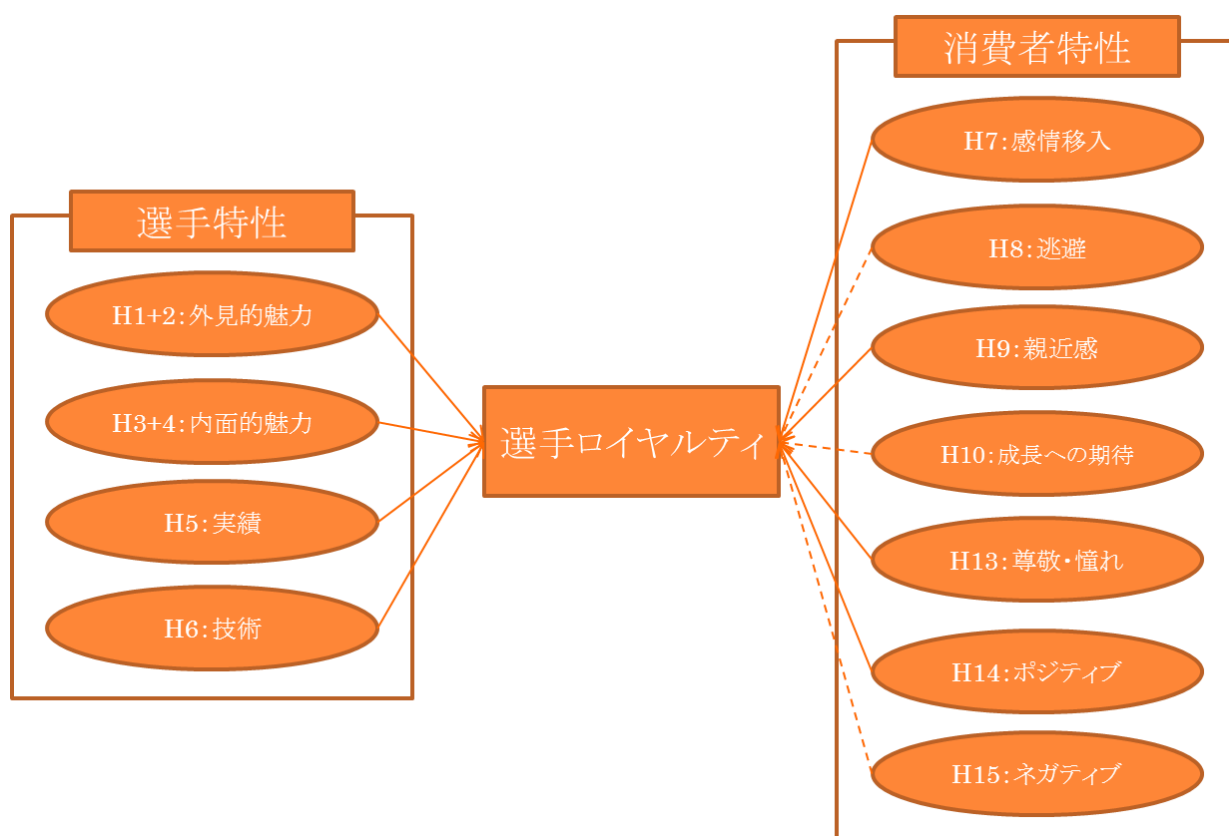 選手特性
H1+2：外見的魅力
H3+4：内面的魅力
H5：実績
H6：技術
選手ロイヤルティ
消費者特性
H7：感情移入
H8：逃避
H9：親近感
H10：成長への期待
H13：尊敬・憧れ
H14：ポジティブ
H15：ネガティブ